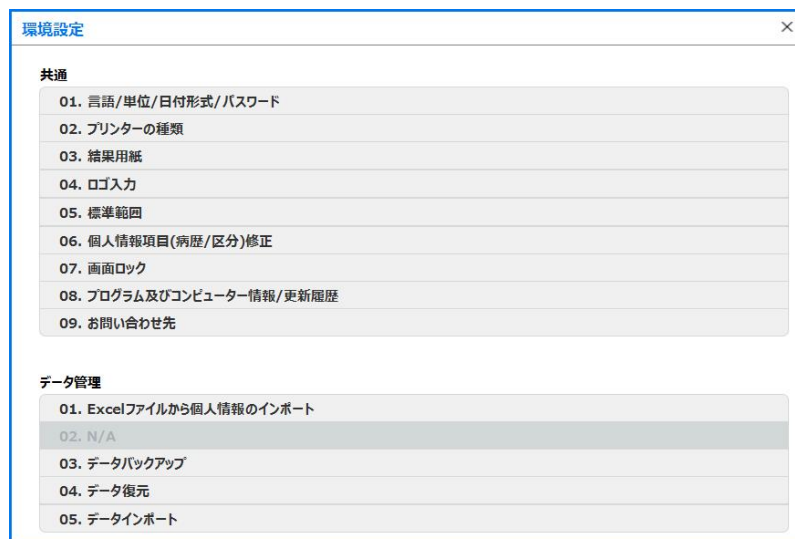 環境設定
共通
01. 言語/単位/日付形式/パスワード
02. プリンターの種類
03. 結果用紙
04. ロゴ入力
05. 標準範囲
06. 個人情報項目(病歴/区分)修正
07. 画面ロック
08. プログラム及びコンピューター情報/更新履歴
09. お問い合わせ先
データ管理
01. Excelファイルから個人情報のインポート
02. N/A
03. データバックアップ
04. データ復元
05. データインポート